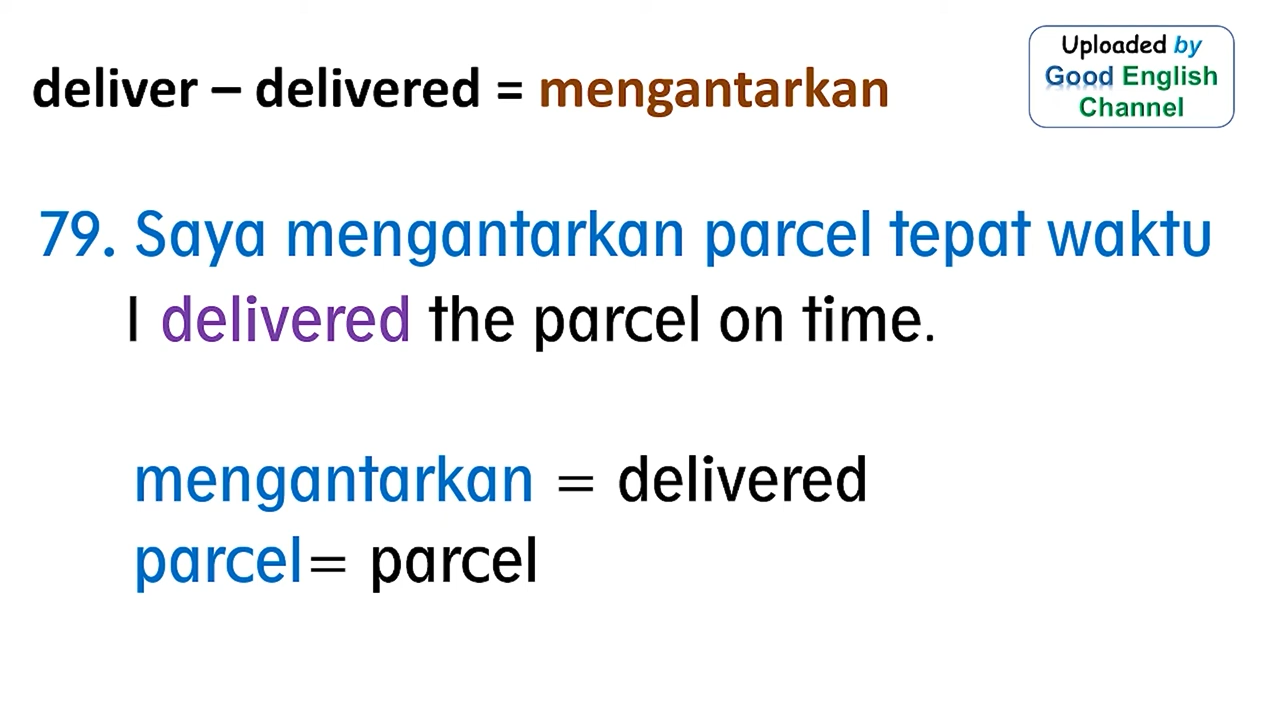 deliver – delivered = mengantarkan
Uploaded by
Good English
Channel
79. Saya mengantarkan parcel tepat waktu
I delivered the parcel on time.
mengantarkan = delivered
parcel= parcel